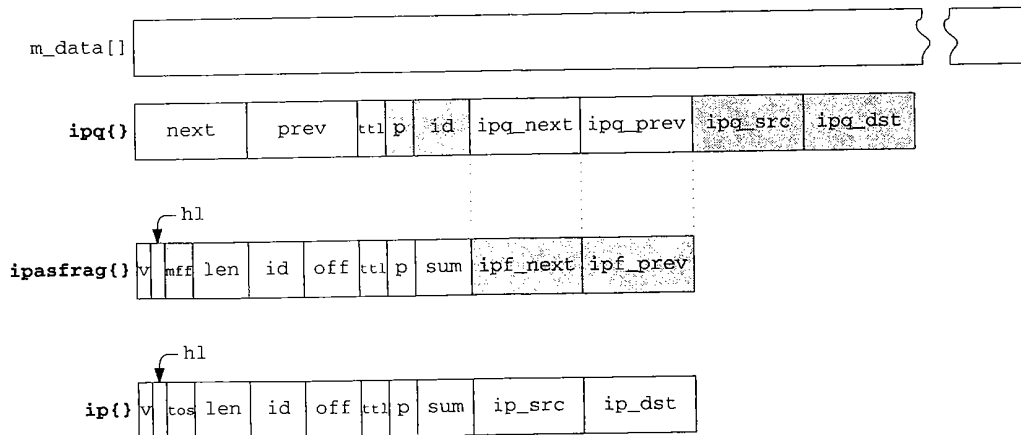 m_data[]
ipq{} next prev ttl p id ipq_next ipq_prev ipq_src ipq_dst
hl
ipasfrag{} v mff len id off ttl p sum ipf_next ipf_prev
hl
ip{} v tos len id off ttl p sum ip_src ip_dst